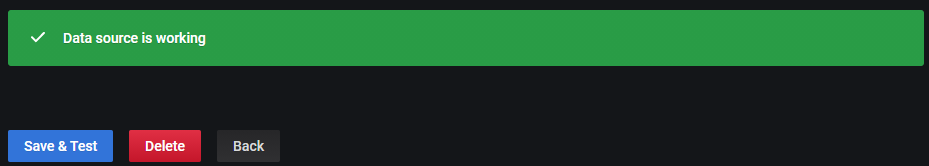 Data source is working
Save & Test Delete Back